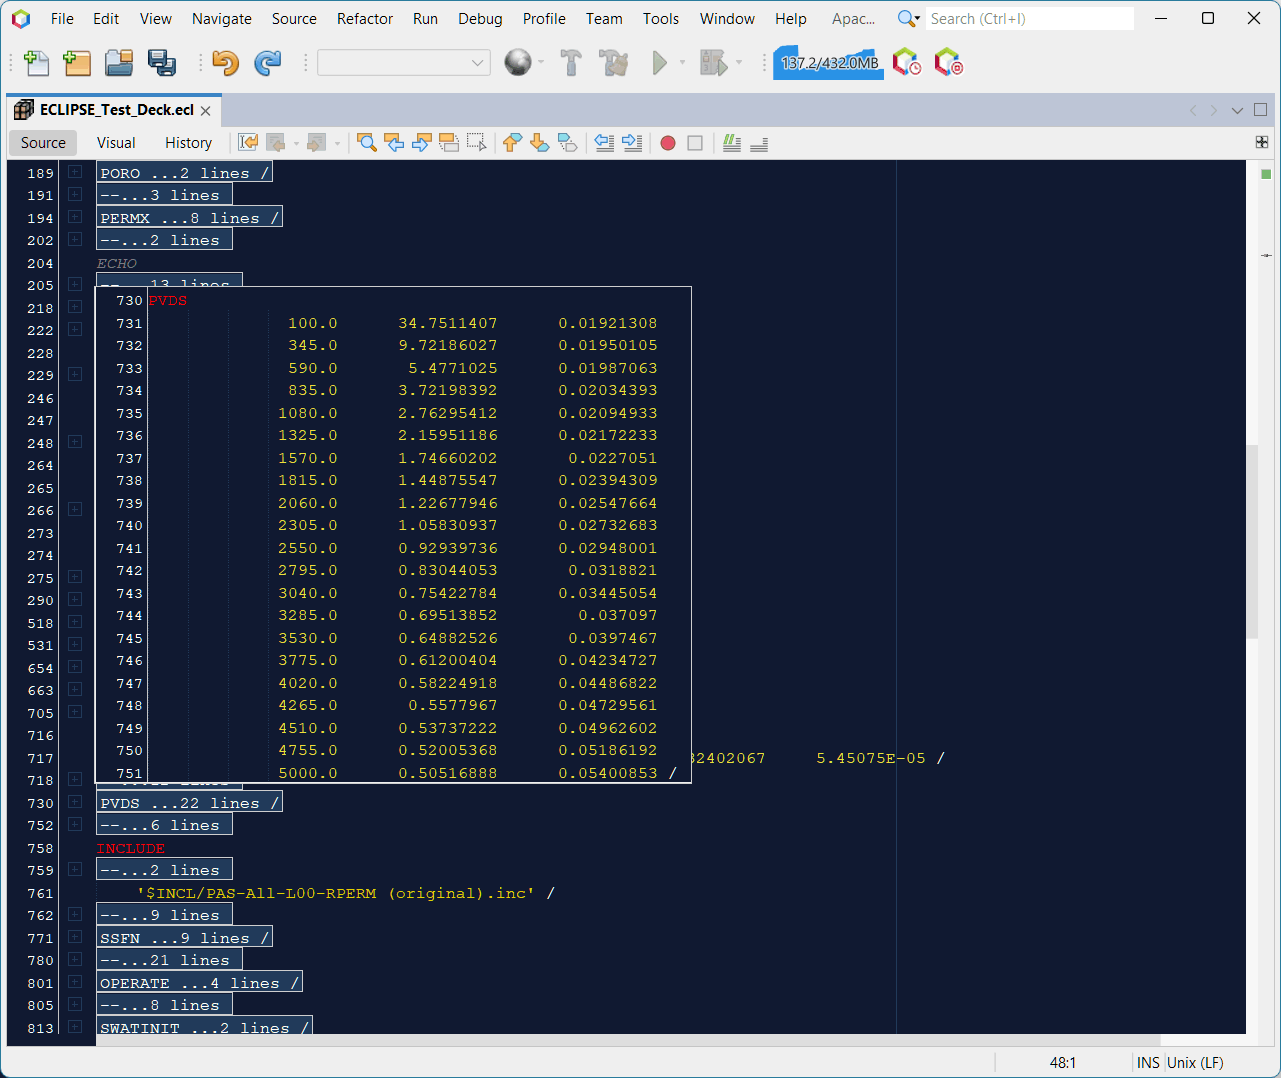 File Edit View Navigate Source Refactor Run Debug Profile Team Tools Window Help Apac... Search (Ctrl+I)
137.2/432.0MB
ECLIPSE_Test_Deck.ecl
Source Visual History
189 PORO ...2 lines /
191 --...3 lines
194 PERMX ...8 lines /
202 --...2 lines
204 ECHO
205 --...13 lines
218
222
228
229
246
247
248
264
265
266
273
274
275
290
518
531
654
663
705
716
717 32402067 5.45075E-05 /
718
730 PVDS
731 100.0 34.7511407 0.01921308
732 345.0 9.72186027 0.01950105
733 590.0 5.4771025 0.01987063
734 835.0 3.72198392 0.02034393
735 1080.0 2.76295412 0.02094933
736 1325.0 2.15951186 0.02172233
737 1570.0 1.74660202 0.0227051
738 1815.0 1.44875547 0.02394309
739 2060.0 1.22677946 0.02547664
740 2305.0 1.05830937 0.02732683
741 2550.0 0.92939736 0.02948001
742 2795.0 0.83044053 0.0318821
743 3040.0 0.75422784 0.03445054
744 3285.0 0.69513852 0.037097
745 3530.0 0.64882526 0.0397467
746 3775.0 0.61200404 0.04234727
747 4020.0 0.58224918 0.04486822
748 4265.0 0.5577967 0.04729561
749 4510.0 0.53737222 0.04962602
750 4755.0 0.52005368 0.05186192
751 5000.0 0.50516888 0.05400853 /
730 PVDS ...22 lines /
752 --...6 lines
758 INCLUDE
759 --...2 lines
761 '$INCL/PAS-All-L00-RPERM (original).inc' /
762 --...9 lines
771 SSFN ...9 lines /
780 --...21 lines
801 OPERATE ...4 lines /
805 --...8 lines
813 SWATINIT ...2 lines /
48:1 INS Unix (LF)